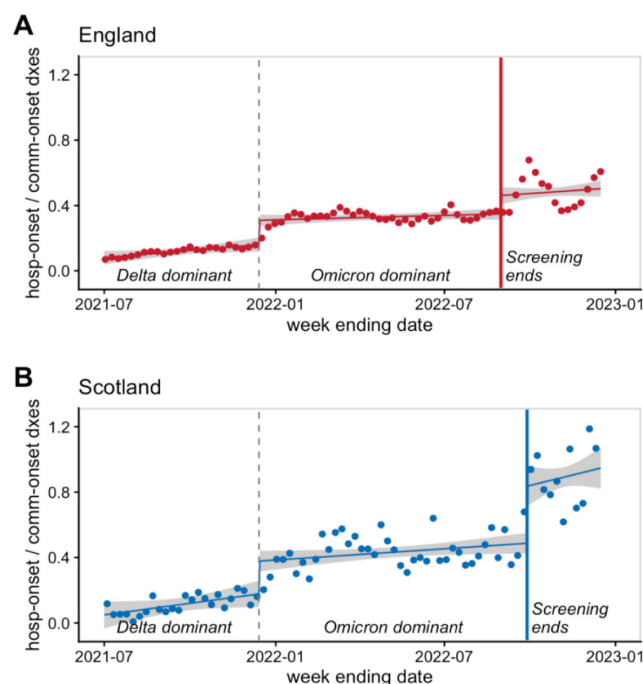 A
England
hosp-onset / comm-onset dxes
1.2
0.8
0.4
0.0
Delta dominant
Omicron dominant
Screening
ends
2021-07
2022-01
2022-07
2023-01
week ending date
B
Scotland
hosp-onset / comm-onset dxes
1.2
0.8
0.4
0.0
Delta dominant
Omicron dominant
Screening
ends
2021-07
2022-01
2022-07
2023-01
week ending date